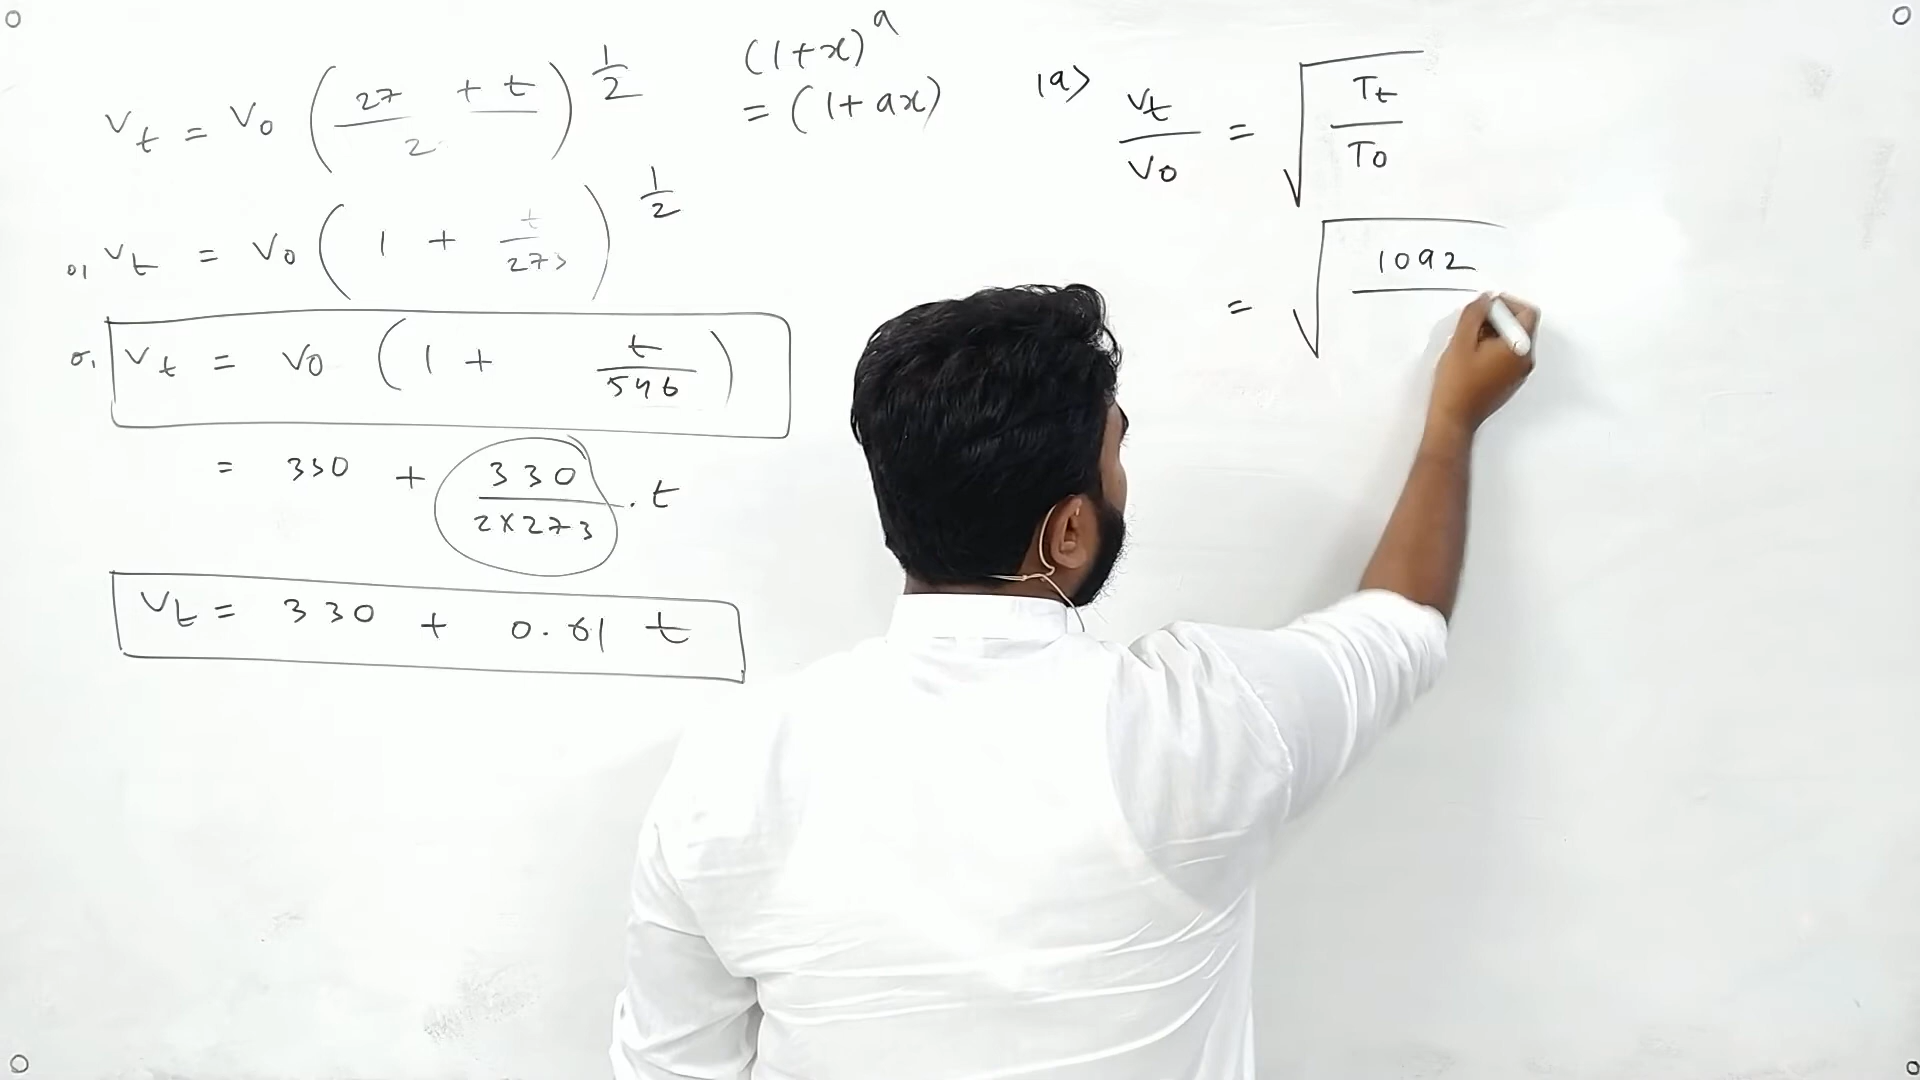 Vt = V0 ( 27 + t / 2 )^1/2
(1+x)^a
= (1+ax)
or Vt = V0 ( 1 + t/273 )^1/2
or, Vt = V0 ( 1 + t/546 )
= 330 + 330/2×273 . t
Vt = 330 + 0.61 t
1a> Vt/V0 = √ Tt/T0
= √ 1092